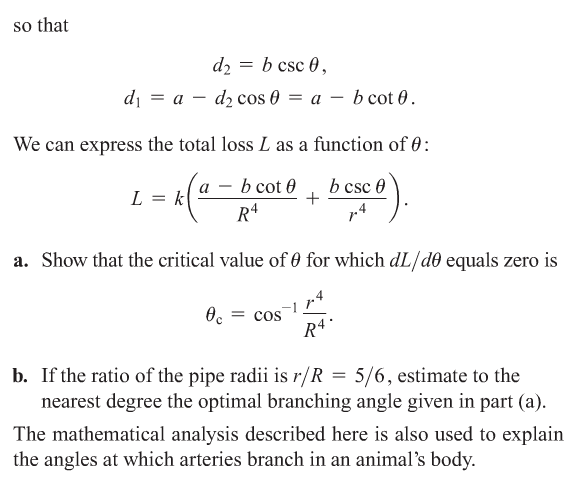 so that
d₂ = b csc θ,
d₁ = a − d₂ cos θ = a − b cot θ.
We can express the total loss L as a function of θ:
L = k((a − b cot θ)/R⁴ + (b csc θ)/r⁴).
a. Show that the critical value of θ for which dL/dθ equals zero is
θc = cos⁻¹ r⁴/R⁴.
b. If the ratio of the pipe radii is r/R = 5/6, estimate to the
nearest degree the optimal branching angle given in part (a).
The mathematical analysis described here is also used to explain
the angles at which arteries branch in an animal’s body.